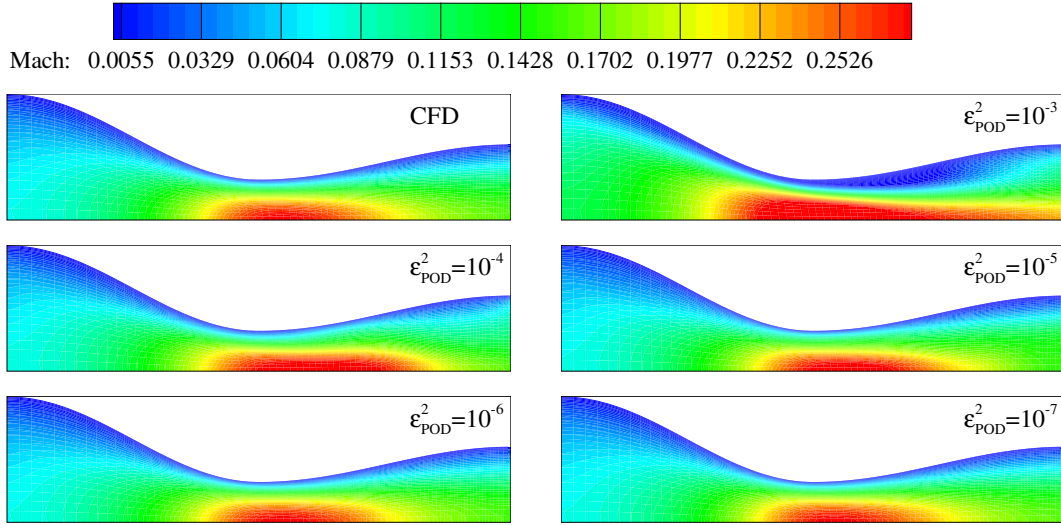 Mach: 0.0055 0.0329 0.0604 0.0879 0.1153 0.1428 0.1702 0.1977 0.2252 0.2526
CFD
ε²POD=10⁻³
ε²POD=10⁻⁴
ε²POD=10⁻⁵
ε²POD=10⁻⁶
ε²POD=10⁻⁷